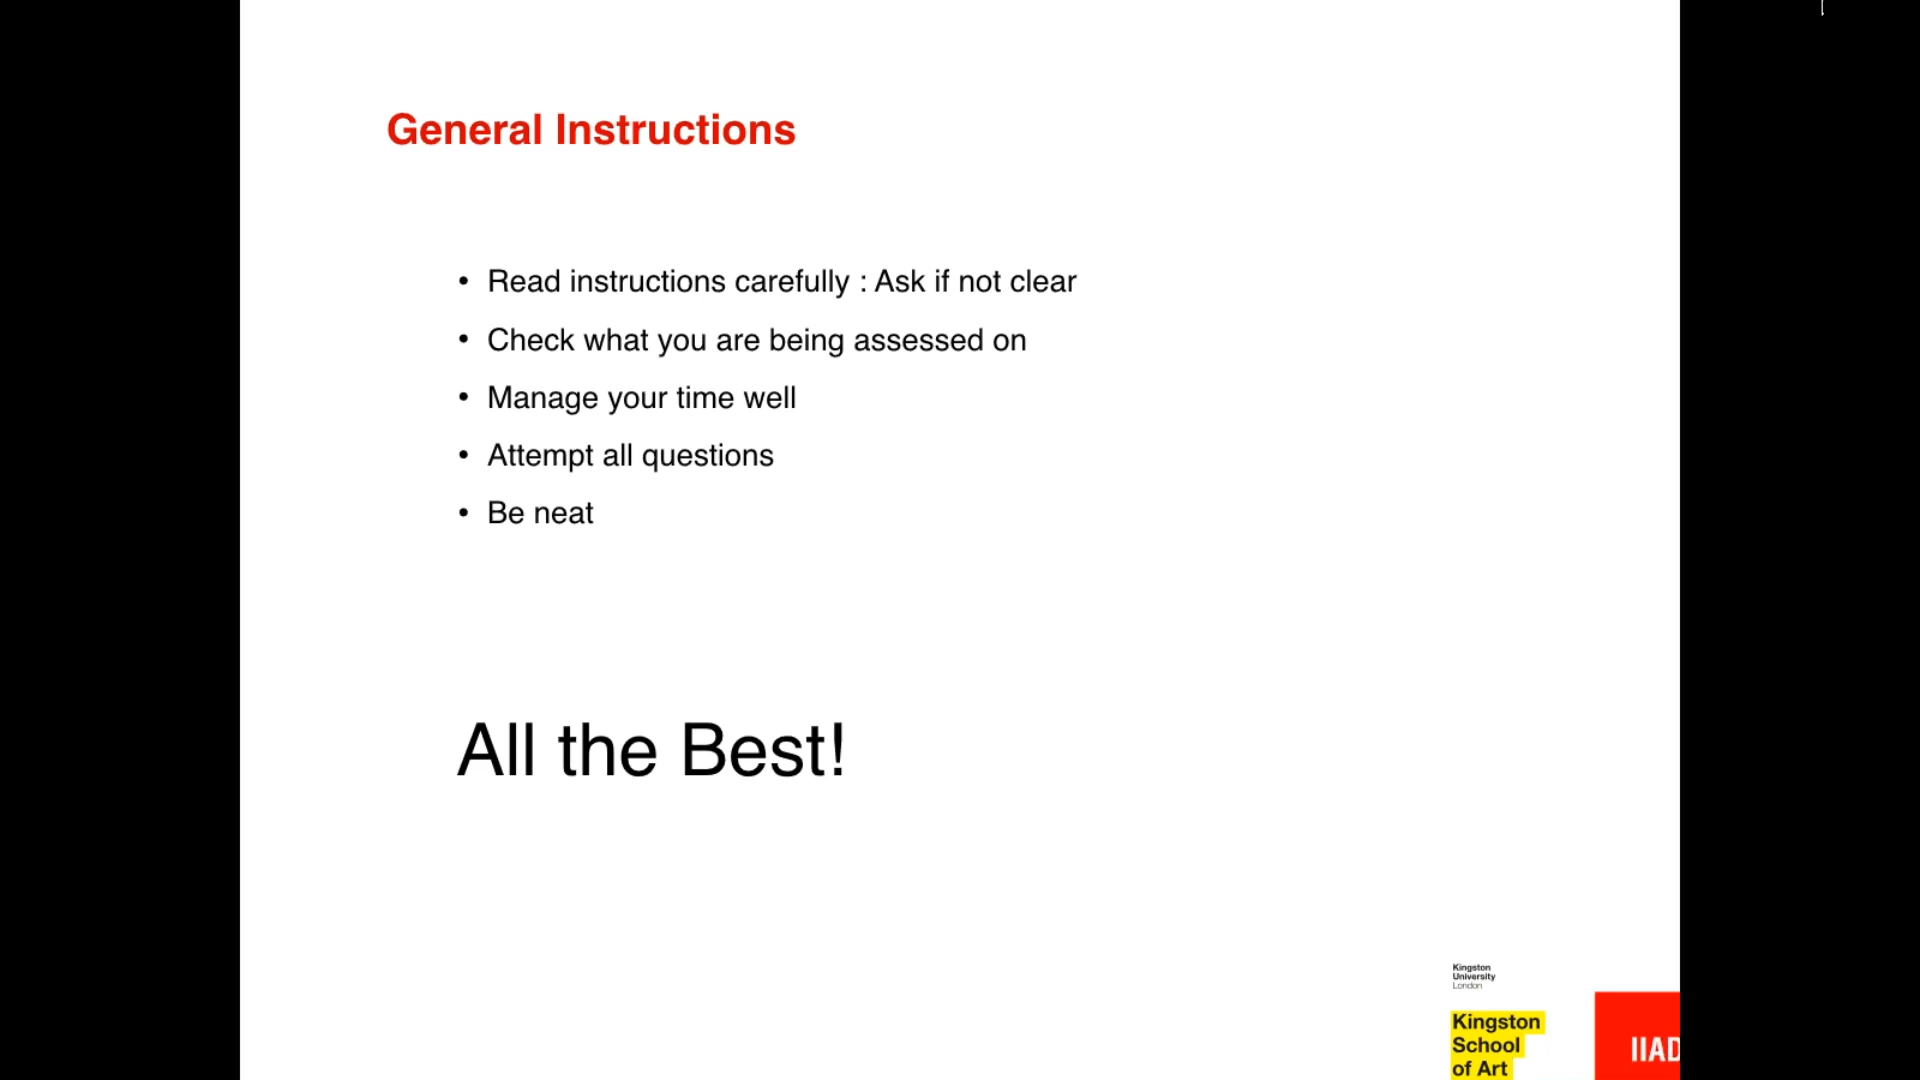 General Instructions
• Read instructions carefully : Ask if not clear
• Check what you are being assessed on
• Manage your time well
• Attempt all questions
• Be neat
All the Best!
Kingston
University
London
Kingston
School
of Art
IIAD